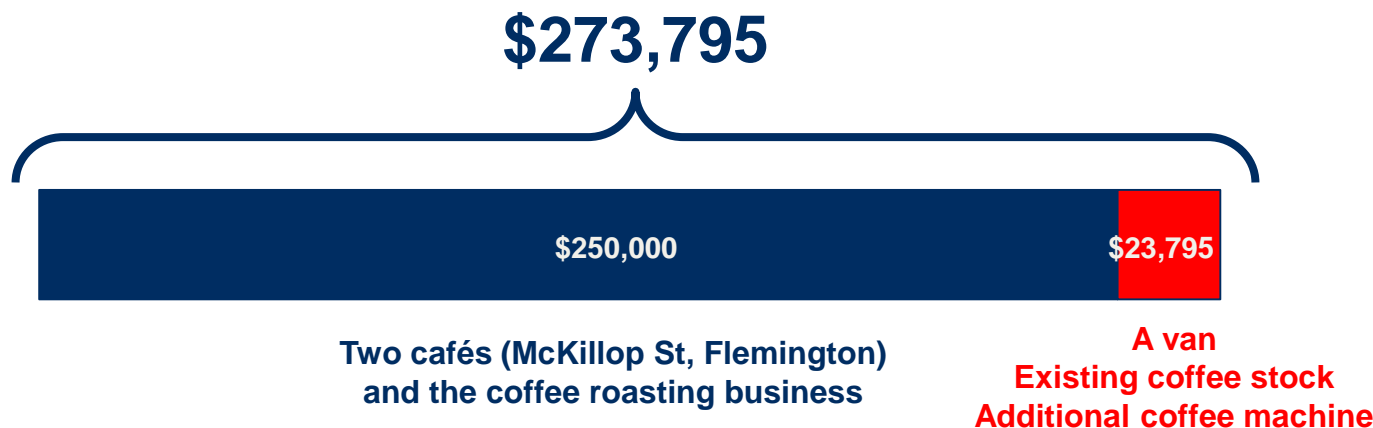 $273,795
$250,000
$23,795
Two cafés (McKillop St, Flemington)
and the coffee roasting business
A van
Existing coffee stock
Additional coffee machine